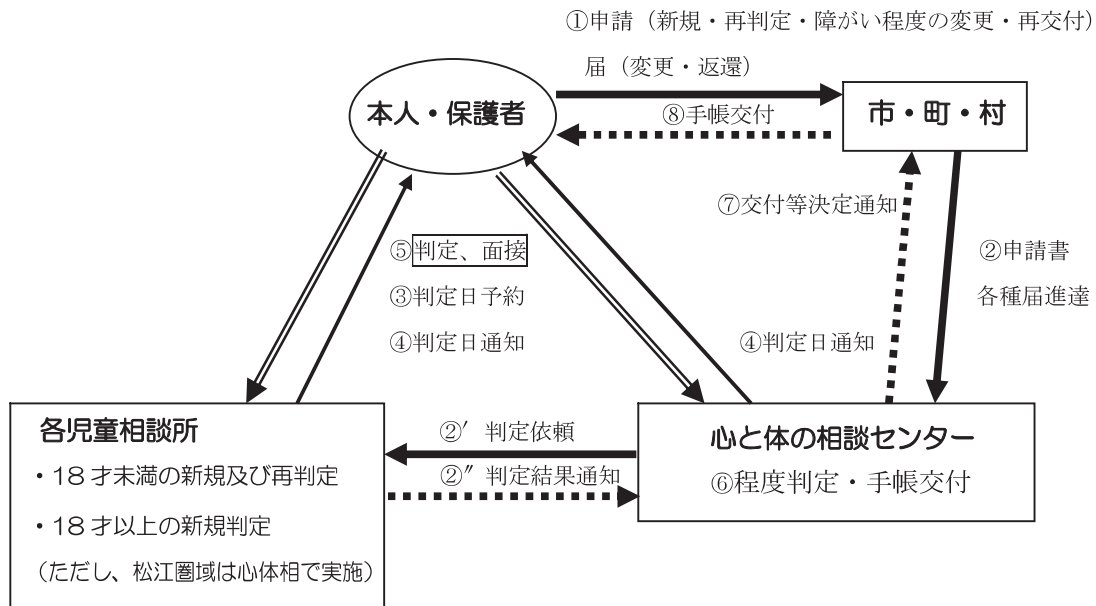 ①申請（新規・再判定・障がい程度の変更・再交付）
届（変更・返還）
本人・保護者
市・町・村
⑧手帳交付
⑦交付等決定通知
⑤判定、面接
②申請書
③判定日予約
各種届進達
④判定日通知
④判定日通知
各児童相談所
・18才未満の新規及び再判定
・18才以上の新規判定
（ただし、松江圏域は心体相で実施）
②′ 判定依頼
②″ 判定結果通知
心と体の相談センター
⑥程度判定・手帳交付